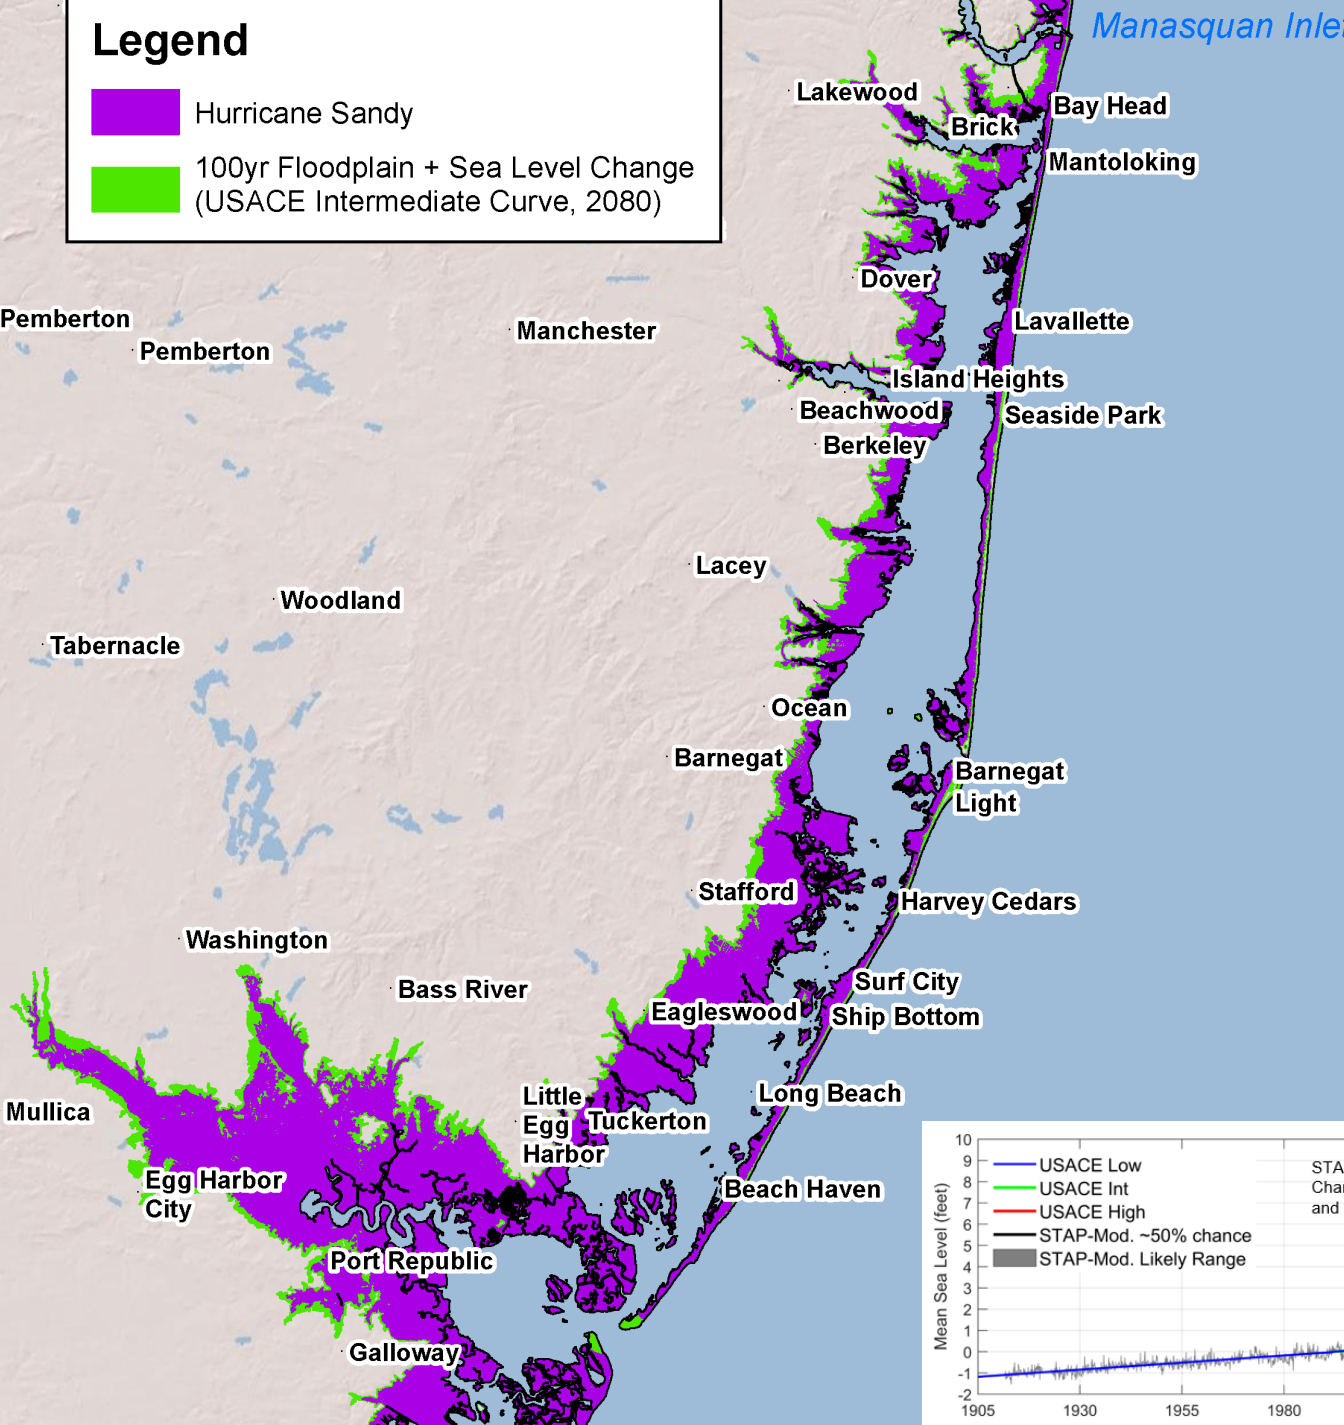 Legend
Hurricane Sandy
100yr Floodplain + Sea Level Change
(USACE Intermediate Curve, 2080)
Manasquan Inle
Lakewood
Bay Head
Brick
Mantoloking
Dover
Pemberton
Manchester
Lavallette
Pemberton
Island Heights
Beachwood
Seaside Park
Berkeley
Lacey
Woodland
Tabernacle
Ocean
Barnegat
Barnegat
Light
Stafford
Harvey Cedars
Washington
Bass River
Surf City
Eagleswood
Ship Bottom
Long Beach
Little
Egg
Harbor
Tuckerton
Mullica
Egg Harbor
City
Beach Haven
Port Republic
Galloway
Mean Sea Level (feet)
10
9
8
7
6
5
4
3
2
1
0
-1
-2
1905
1930
1955
1980
USACE Low
USACE Int
USACE High
STAP-Mod. ~50% chance
STAP-Mod. Likely Range
STA
Cha
and